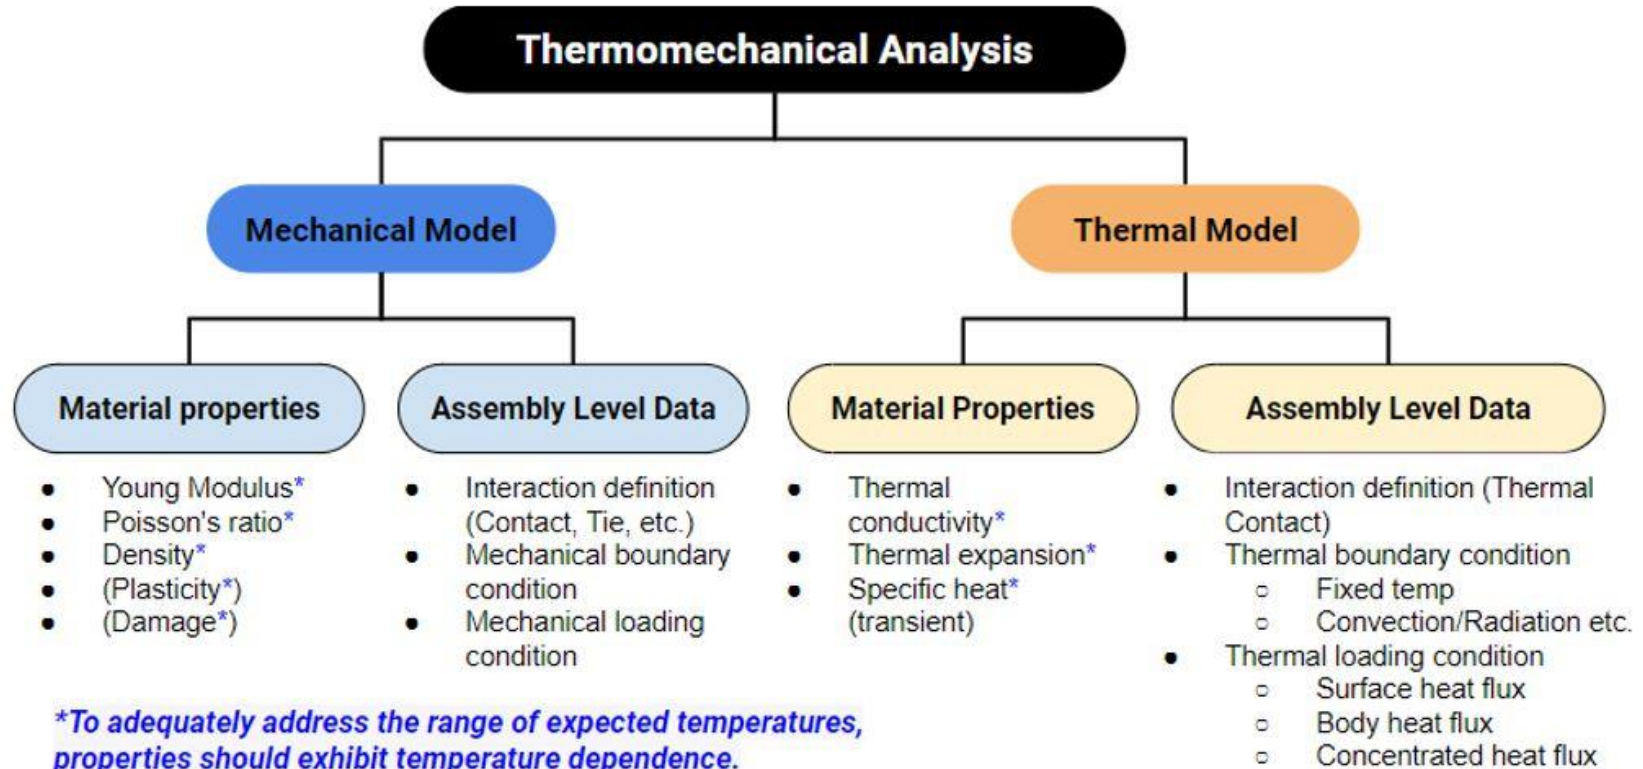 Thermomechanical Analysis
Mechanical Model
Thermal Model
Material properties
Assembly Level Data
Material Properties
Assembly Level Data
● Young Modulus*
● Poisson's ratio*
● Density*
● (Plasticity*)
● (Damage*)
● Interaction definition
(Contact, Tie, etc.)
● Mechanical boundary
condition
● Mechanical loading
condition
● Thermal
conductivity*
● Thermal expansion*
● Specific heat*
(transient)
● Interaction definition (Thermal
Contact)
● Thermal boundary condition
○ Fixed temp
○ Convection/Radiation etc.
● Thermal loading condition
○ Surface heat flux
○ Body heat flux
○ Concentrated heat flux
*To adequately address the range of expected temperatures,
properties should exhibit temperature dependence.